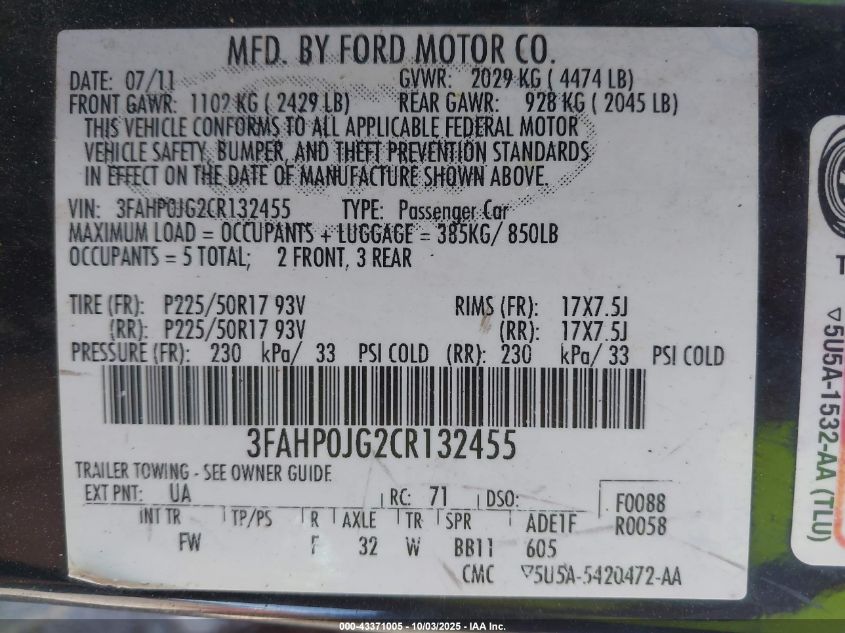 MFD. BY FORD MOTOR CO.
DATE: 07/11 GVWR: 2029 KG ( 4474 LB)
FRONT GAWR: 1102 KG ( 2429 LB) REAR GAWR: 928 KG ( 2045 LB)
THIS VEHICLE CONFORMS TO ALL APPLICABLE FEDERAL MOTOR
VEHICLE SAFETY, BUMPER, AND THEFT PREVENTION STANDARDS
IN EFFECT ON THE DATE OF MANUFACTURE SHOWN ABOVE.
VIN: 3FAHP0JG2CR132455 TYPE: Passenger Car
MAXIMUM LOAD = OCCUPANTS + LUGGAGE = 385KG/ 850LB
OCCUPANTS = 5 TOTAL; 2 FRONT, 3 REAR
TIRE (FR): P225/50R17 93V RIMS (FR): 17X7.5J
(RR): P225/50R17 93V (RR): 17X7.5J
PRESSURE (FR): 230 kPa/ 33 PSI COLD (RR): 230 kPa/ 33 PSI COLD
3FAHP0JG2CR132455
TRAILER TOWING - SEE OWNER GUIDE
EXT PNT: UA RC: 71 DSO: F0088
INT TR TP/PS R AXLE TR SPR ADE1F R0058
FW F 32 W BB11 605
CMC ▽5U5A-5420472-AA
T
▽5U5A-1532-AA (TLU)
000-43371005 - 10/03/2025 - IAA Inc.